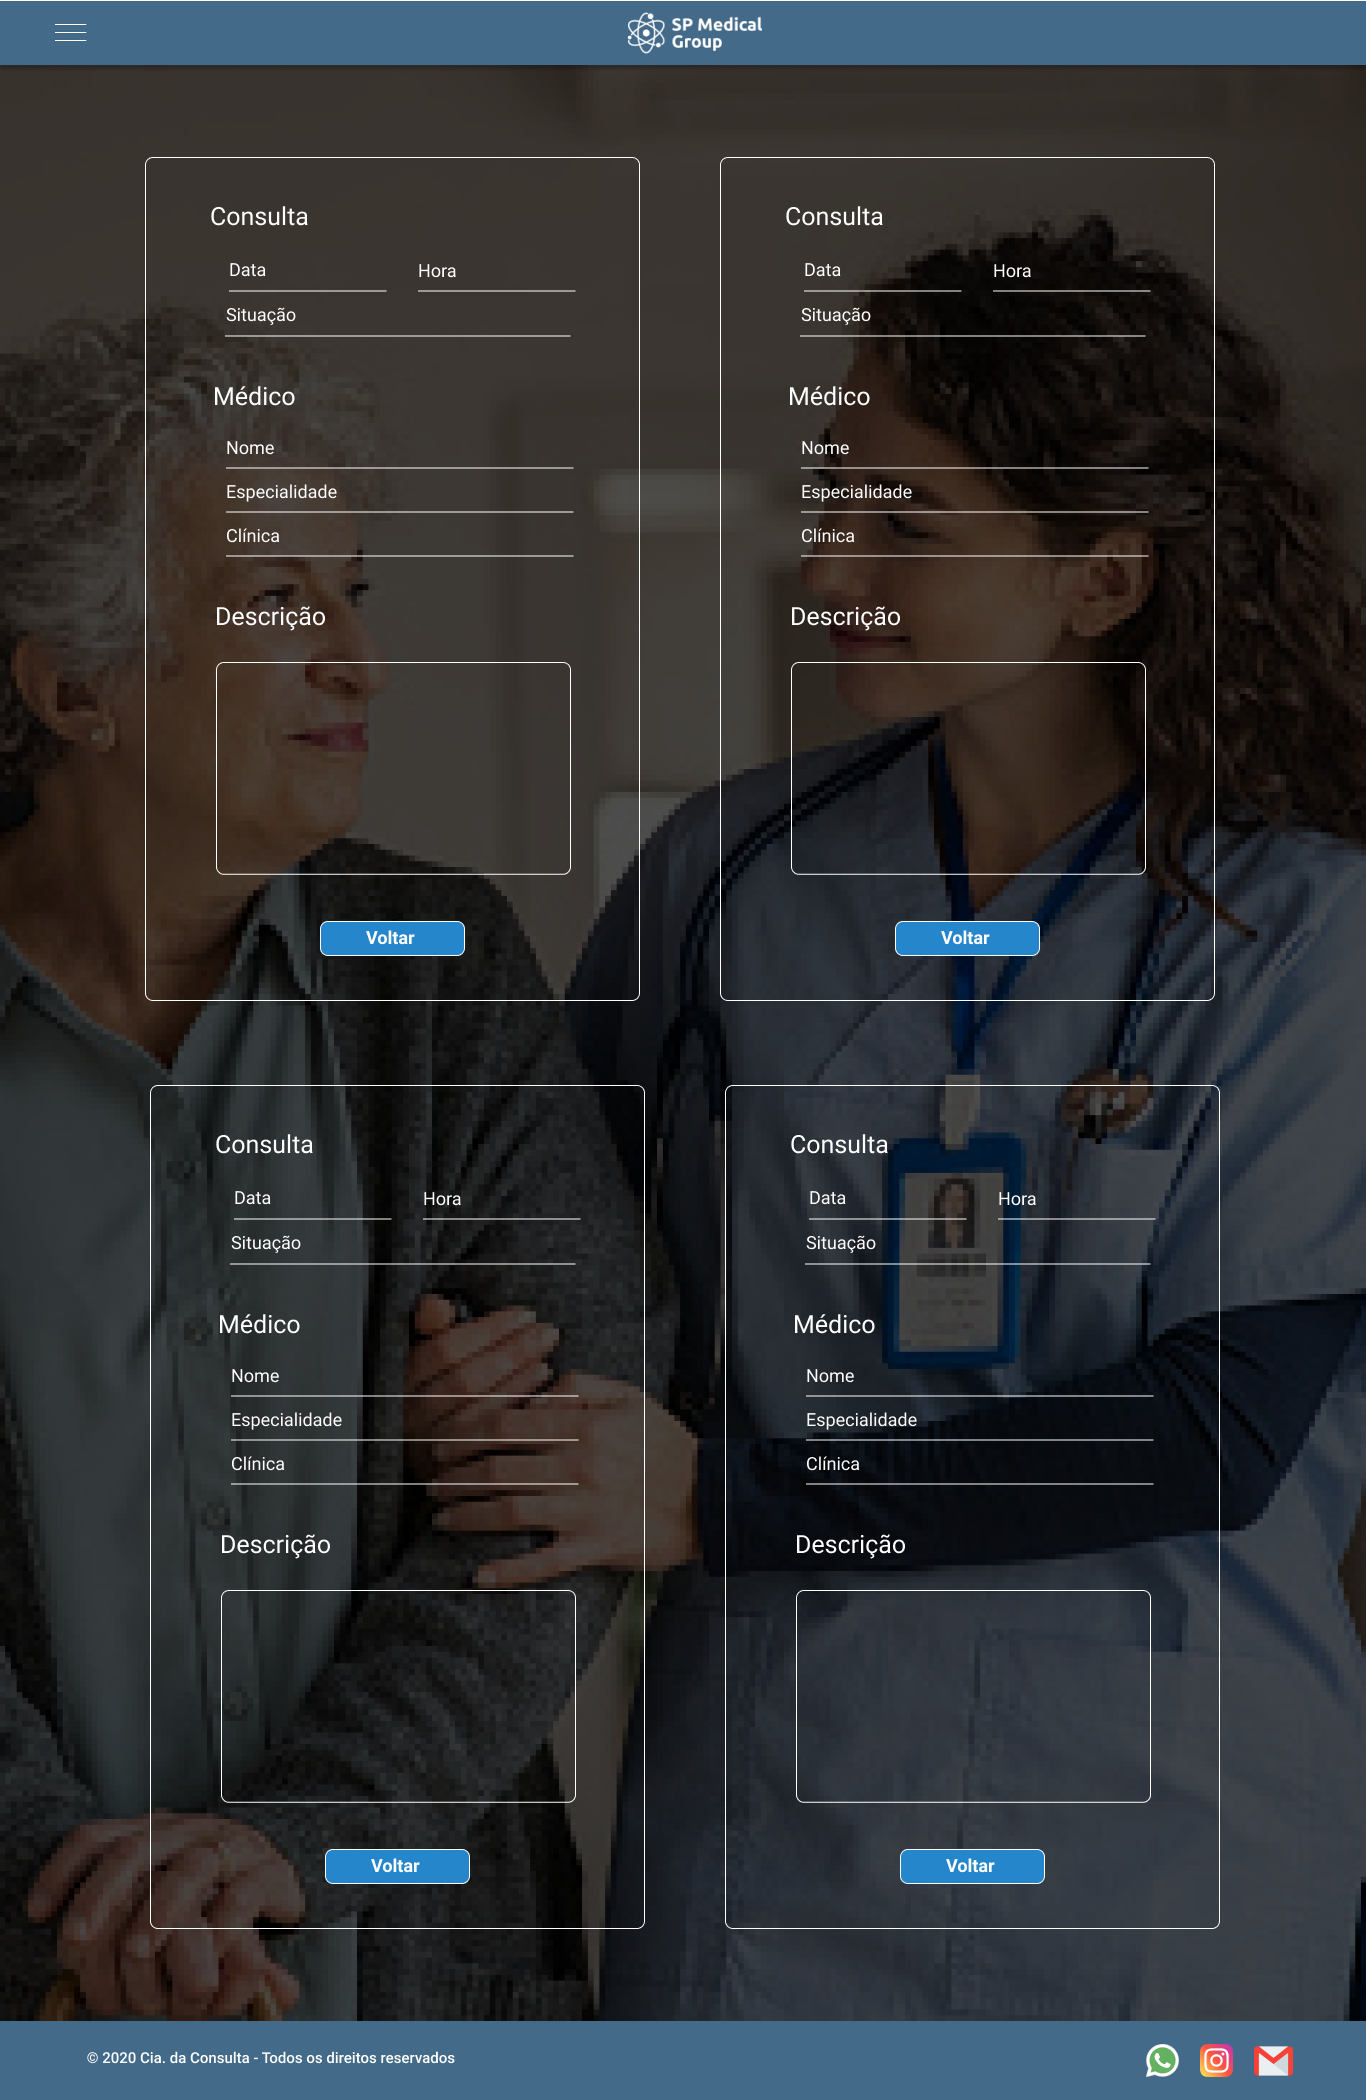 SP Medical
Group
Consulta
Data Hora
Situação
Médico
Nome
Especialidade
Clínica
Descrição
Voltar
Consulta
Data Hora
Situação
Médico
Nome
Especialidade
Clínica
Descrição
Voltar
Consulta
Data Hora
Situação
Médico
Nome
Especialidade
Clínica
Descrição
Voltar
Consulta
Data Hora
Situação
Médico
Nome
Especialidade
Clínica
Descrição
Voltar
© 2020 Cia. da Consulta - Todos os direitos reservados